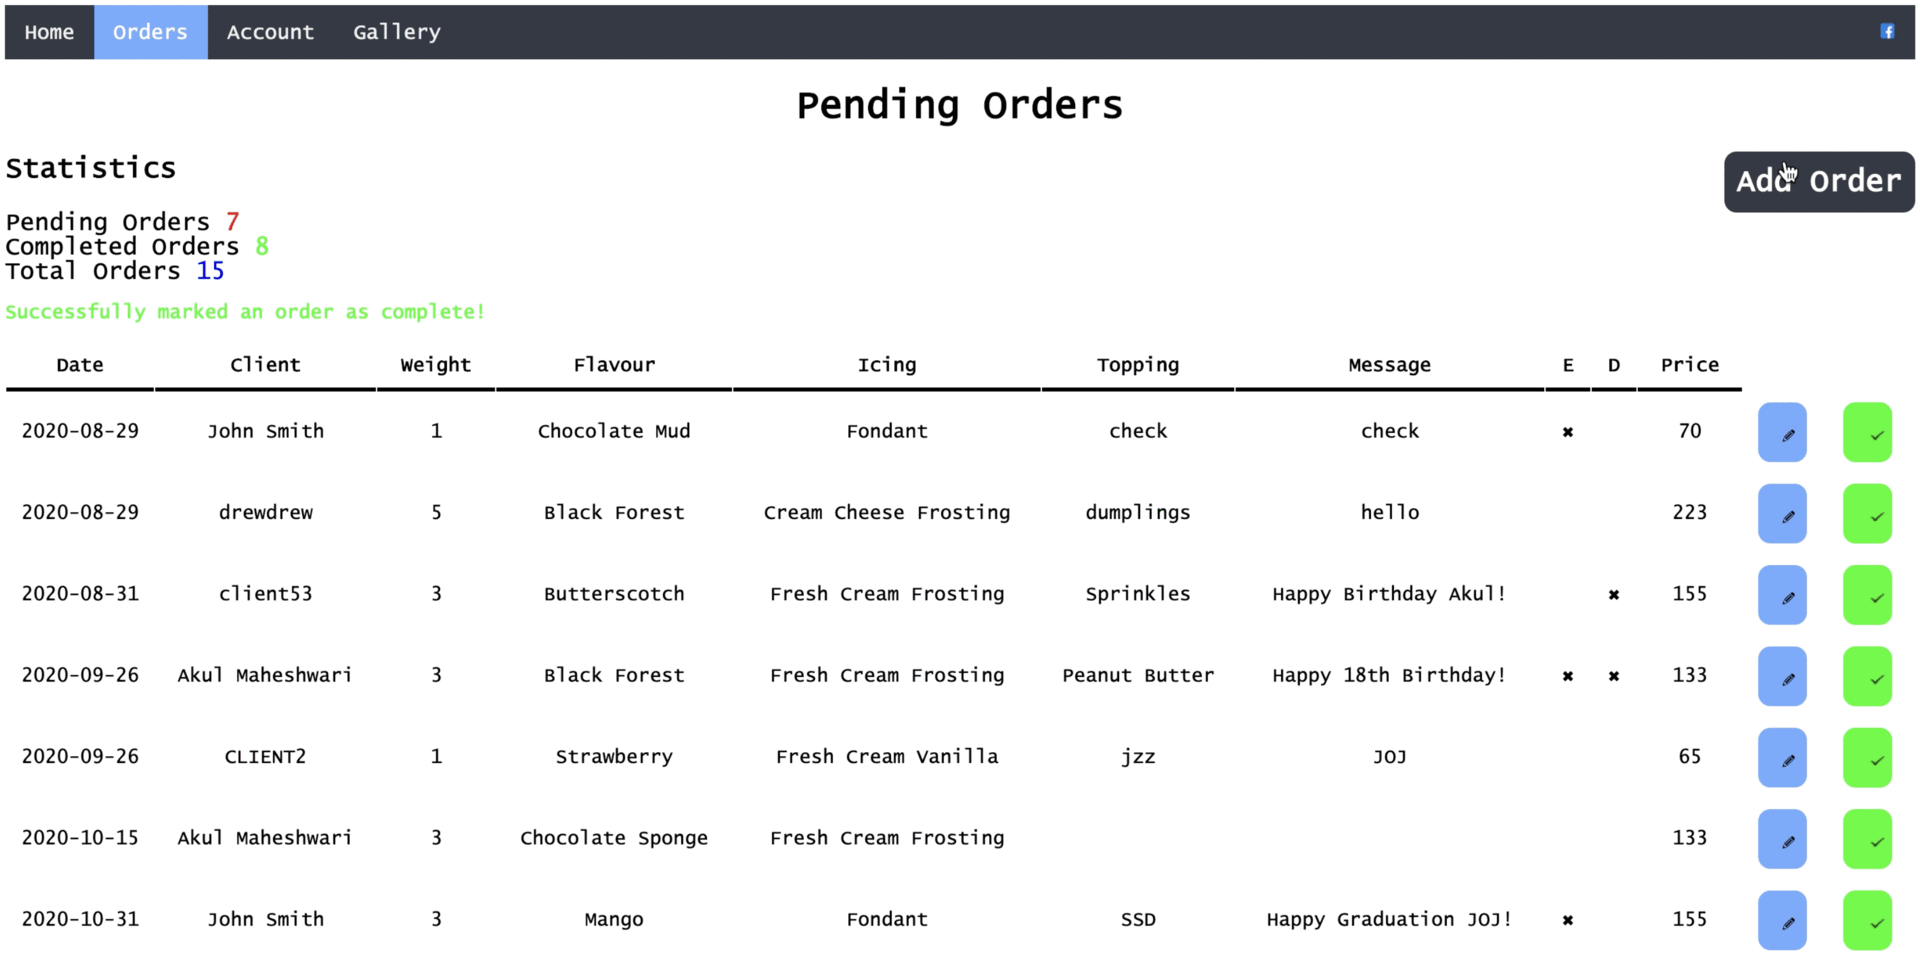 Home Orders Account Gallery
Pending Orders
Statistics
Add Order
Pending Orders 7
Completed Orders 8
Total Orders 15
Successfully marked an order as complete!
Date Client Weight Flavour Icing Topping Message E D Price
2020-08-29 John Smith 1 Chocolate Mud Fondant check check ✖ 70
2020-08-29 drewdrew 5 Black Forest Cream Cheese Frosting dumplings hello 223
2020-08-31 client53 3 Butterscotch Fresh Cream Frosting Sprinkles Happy Birthday Akul! ✖ 155
2020-09-26 Akul Maheshwari 3 Black Forest Fresh Cream Frosting Peanut Butter Happy 18th Birthday! ✖ ✖ 133
2020-09-26 CLIENT2 1 Strawberry Fresh Cream Vanilla jzz JOJ 65
2020-10-15 Akul Maheshwari 3 Chocolate Sponge Fresh Cream Frosting 133
2020-10-31 John Smith 3 Mango Fondant SSD Happy Graduation JOJ! ✖ 155